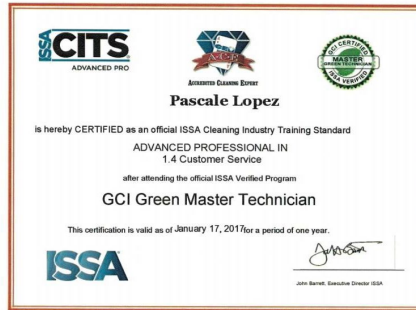 ISSA CITS
ADVANCED PRO
ACE
ACCREDITED CLEANING EXPERT
GCI CERTIFIED
MASTER
GREEN TECHNICIAN
ISSA VERIFIED
Pascale Lopez
is hereby CERTIFIED as an official ISSA Cleaning Industry Training Standard
ADVANCED PROFESSIONAL IN
1.4 Customer Service
after attending the official ISSA Verified Program
GCI Green Master Technician
This certification is valid as of January 17, 2017 for a period of one year.
ISSA
John Barrett, Executive Director ISSA